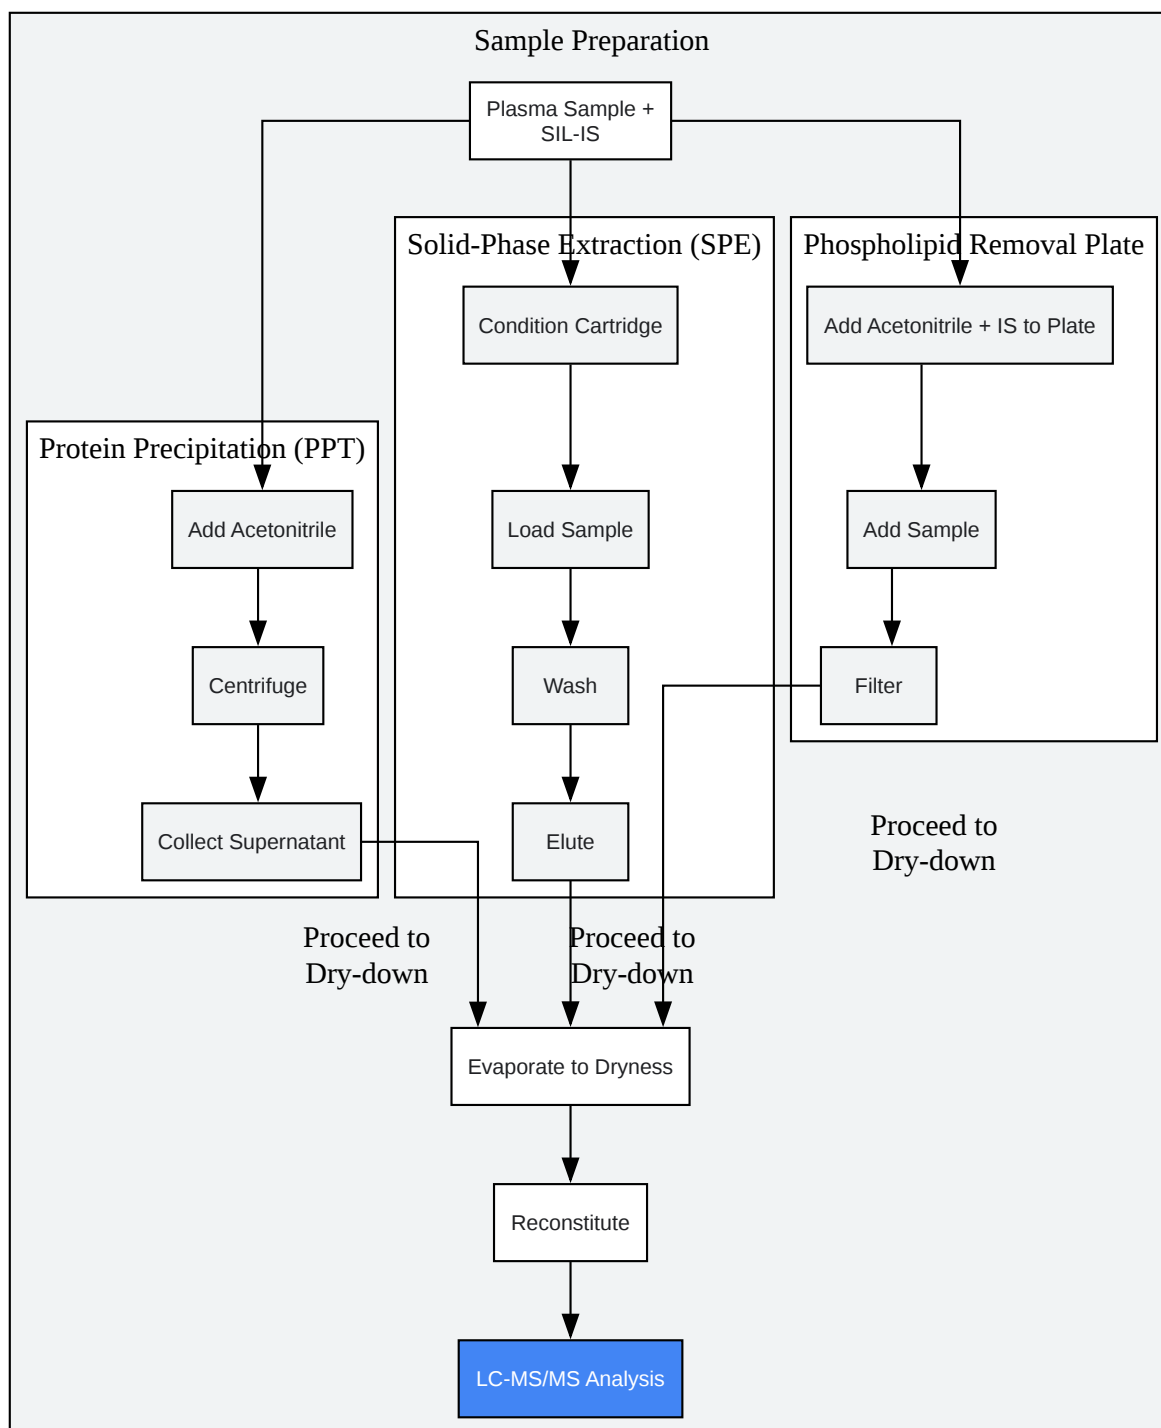 Sample Preparation
Plasma Sample +
SIL-IS
Solid-Phase Extraction (SPE)
Phospholipid Removal Plate
Condition Cartridge
Add Acetonitrile + IS to Plate
Protein Precipitation (PPT)
Add Acetonitrile
Load Sample
Add Sample
Centrifuge
Wash
Filter
Collect Supernatant
Elute
Proceed to
Dry-down
Proceed to
Dry-down
Proceed to
Dry-down
Evaporate to Dryness
Reconstitute
LC-MS/MS Analysis